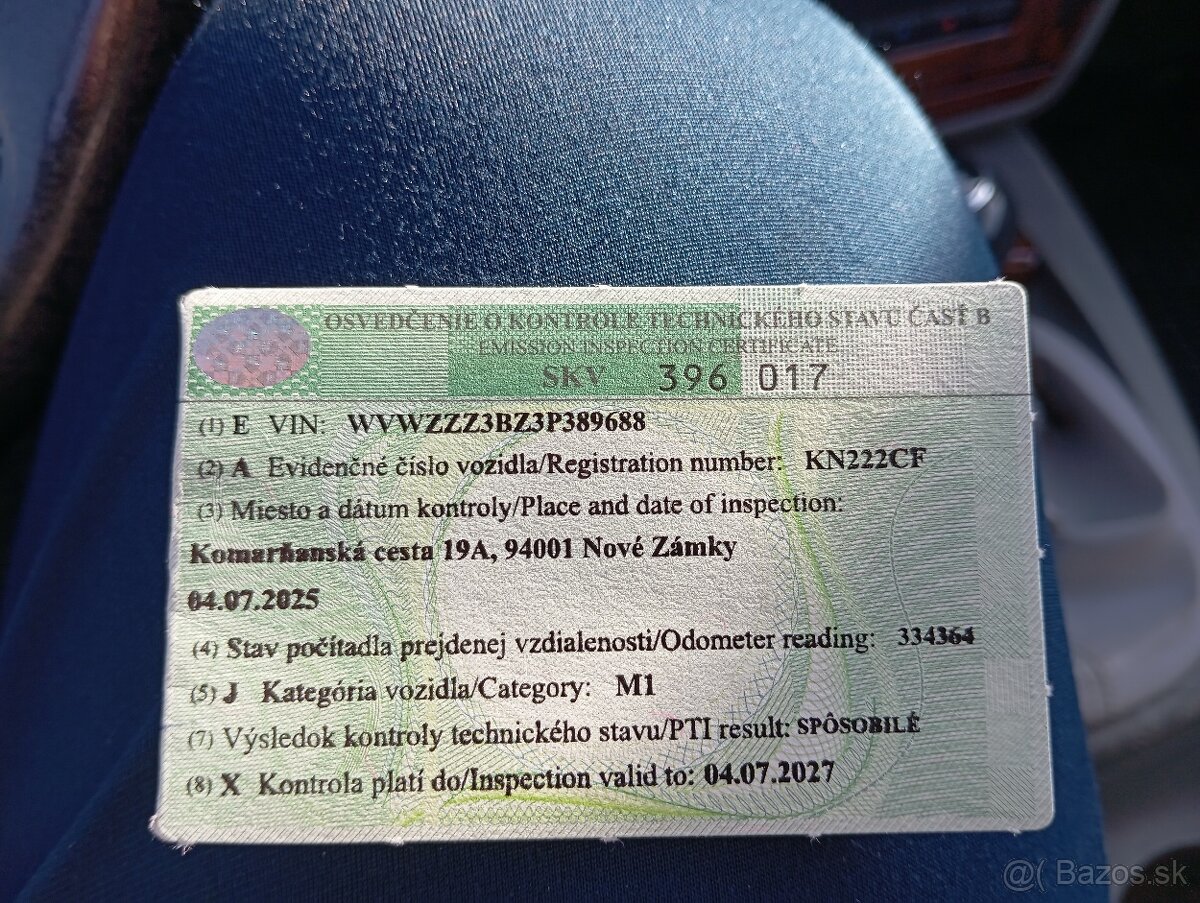 OSVEDČENIE O KONTROLE TECHNICKÉHO STAVU ČASŤ B
EMISSION INSPECTION CERTIFICATE
SKV 396 017
(1) E VIN: WVWZZZ3BZ3P389688
(2) A Evidenčné číslo vozidla/Registration number: KN222CF
(3) Miesto a dátum kontroly/Place and date of inspection:
Komarňanská cesta 19A, 94001 Nové Zámky
04.07.2025
(4) Stav počítadla prejdenej vzdialenosti/Odometer reading: 334364
(5) J Kategória vozidla/Category: M1
(7) Výsledok kontroly technického stavu/PTI result: SPÔSOBILÉ
(8) X Kontrola platí do/Inspection valid to: 04.07.2027
@( Bazos.sk